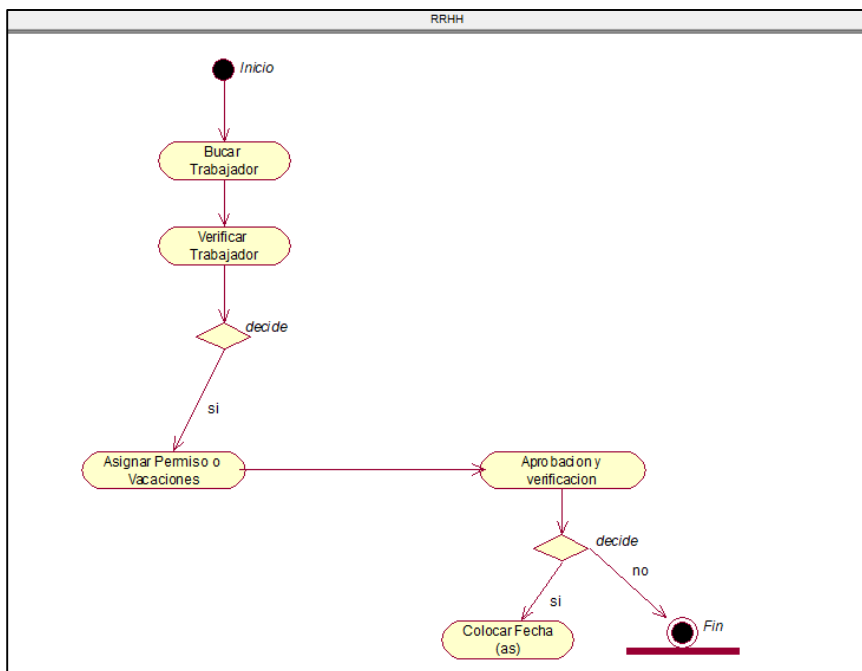 RRHH
Inicio
Bucar
Trabajador
Verificar
Trabajador
decide
si
Asignar Permiso o
Vacaciones
Aprobacion y
verificacion
decide
no
si
Colocar Fecha
(as)
Fin